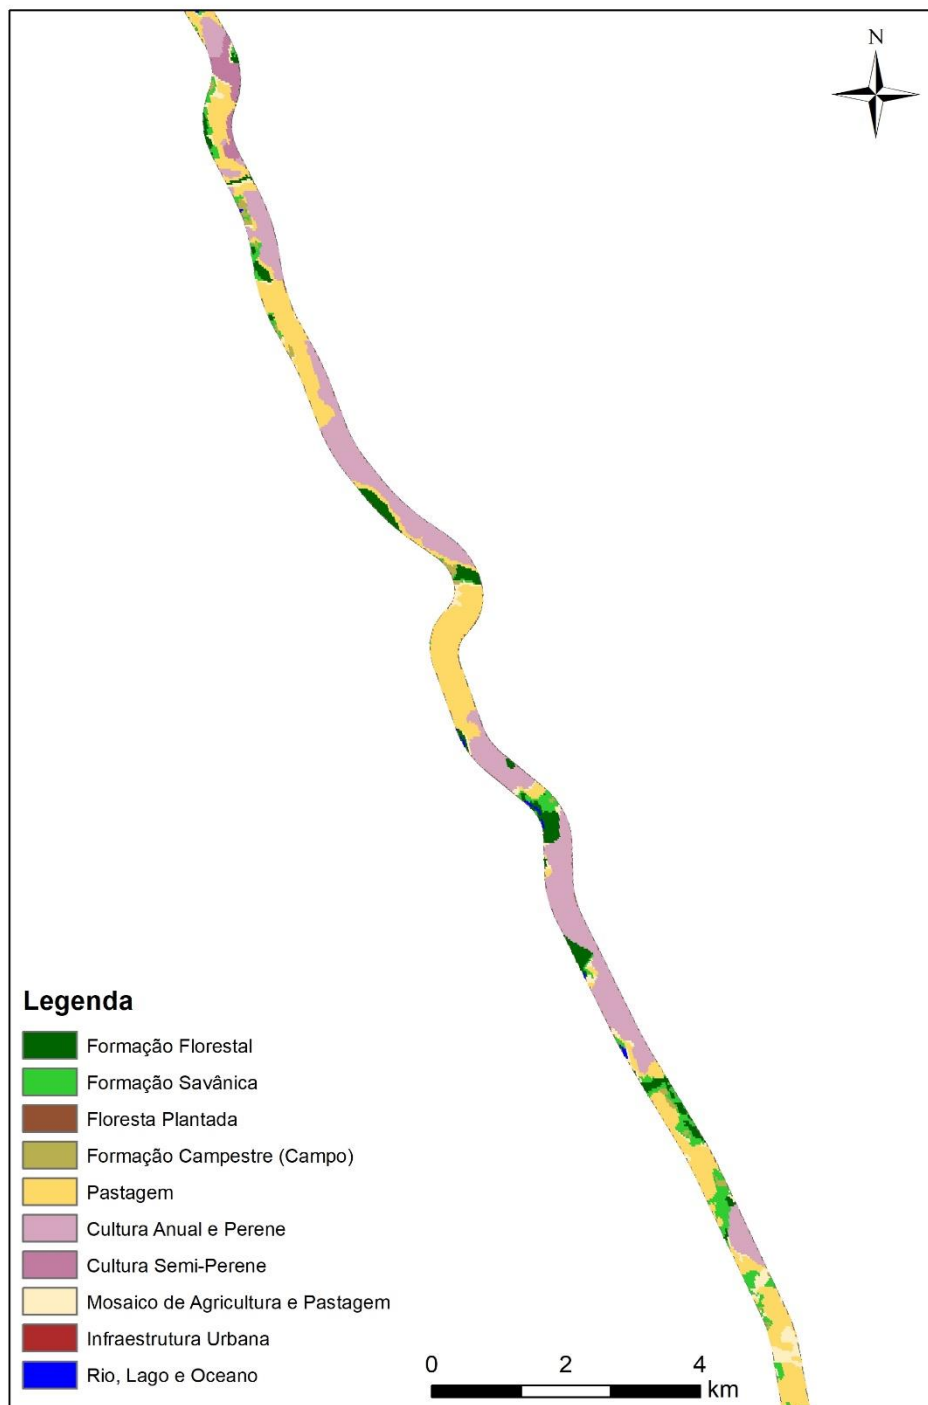 N
Legenda
Formação Florestal
Formação Savânica
Floresta Plantada
Formação Campestre (Campo)
Pastagem
Cultura Anual e Perene
Cultura Semi-Perene
Mosaico de Agricultura e Pastagem
Infraestrutura Urbana
Rio, Lago e Oceano
0 2 4
km